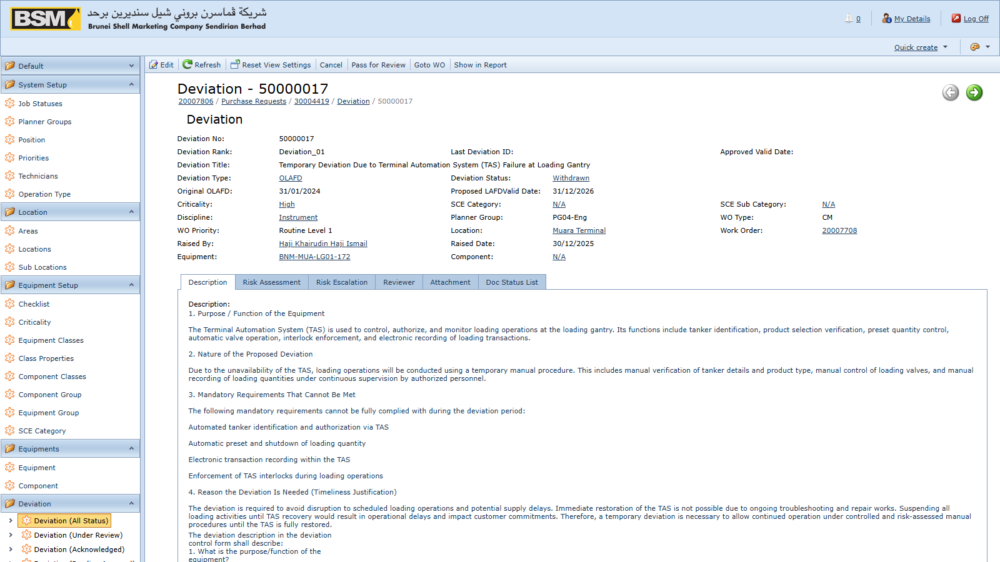 BSM
شركة ڤماسرن بروني شيل سنديرين برحد
Brunei Shell Marketing Company Sendirian Berhad
0
My Details
Log Off
Quick create
Default
System Setup
Job Statuses
Planner Groups
Position
Priorities
Technicians
Operation Type
Location
Areas
Locations
Sub Locations
Equipment Setup
Checklist
Criticality
Equipment Classes
Class Properties
Component Classes
Component Group
Equipment Group
SCE Category
Equipments
Equipment
Component
Deviation
Deviation (All Status)
Deviation (Under Review)
Deviation (Acknowledged)
Edit Refresh Reset View Settings Cancel Pass for Review Goto WO Show in Report
Deviation - 50000017
20007806 / Purchase Requests / 30004419 / Deviation / 50000017
Deviation
Deviation No: 50000017
Deviation Rank: Deviation_01 Last Deviation ID: Approved Valid Date:
Deviation Title: Temporary Deviation Due to Terminal Automation System (TAS) Failure at Loading Gantry
Deviation Type: OLAFD Deviation Status: Withdrawn
Original OLAFD: 31/01/2024 Proposed LAFDValid Date: 31/12/2026
Criticality: High SCE Category: N/A SCE Sub Category: N/A
Discipline: Instrument Planner Group: PG04-Eng WO Type: CM
WO Priority: Routine Level 1 Location: Muara Terminal Work Order: 20007708
Raised By: Haji Khairudin Haji Ismail Raised Date: 30/12/2025
Equipment: BNM-MUA-LG01-172 Component: N/A
Description Risk Assessment Risk Escalation Reviewer Attachment Doc Status List
Description:
1. Purpose / Function of the Equipment
The Terminal Automation System (TAS) is used to control, authorize, and monitor loading operations at the loading gantry. Its functions include tanker identification, product selection verification, preset quantity control,
automatic valve operation, interlock enforcement, and electronic recording of loading transactions.
2. Nature of the Proposed Deviation
Due to the unavailability of the TAS, loading operations will be conducted using a temporary manual procedure. This includes manual verification of tanker details and product type, manual control of loading valves, and manual
recording of loading quantities under continuous supervision by authorized personnel.
3. Mandatory Requirements That Cannot Be Met
The following mandatory requirements cannot be fully complied with during the deviation period:
Automated tanker identification and authorization via TAS
Automatic preset and shutdown of loading quantity
Electronic transaction recording within the TAS
Enforcement of TAS interlocks during loading operations
4. Reason the Deviation Is Needed (Timeliness Justification)
The deviation is required to avoid disruption to scheduled loading operations and potential supply delays. Immediate restoration of the TAS is not possible due to ongoing troubleshooting and repair works. Suspending all
loading activities until TAS recovery would result in operational delays and impact customer commitments. Therefore, a temporary deviation is necessary to allow continued operation under controlled and risk-assessed manual
procedures until the TAS is fully restored.
The deviation description in the deviation
control form shall describe:
1. What is the purpose/function of the
equipment?